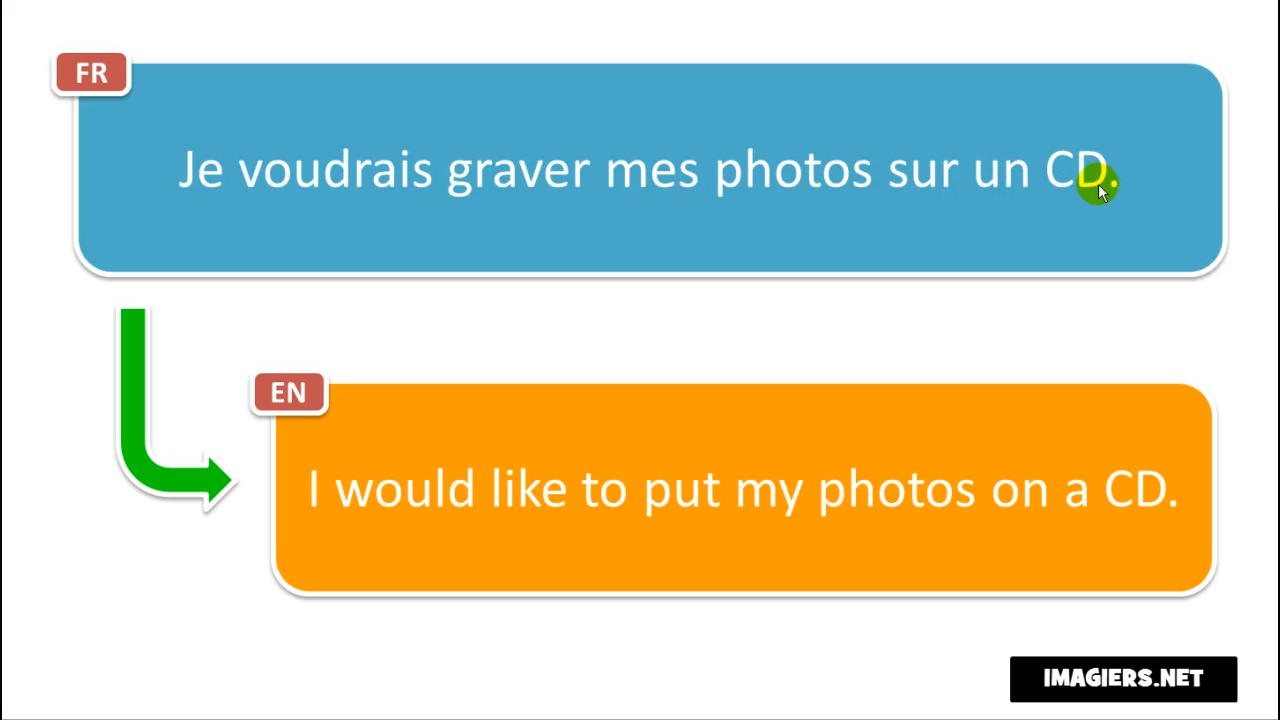 FR
Je voudrais graver mes photos sur un CD.
EN
I would like to put my photos on a CD.
IMAGIERS.NET